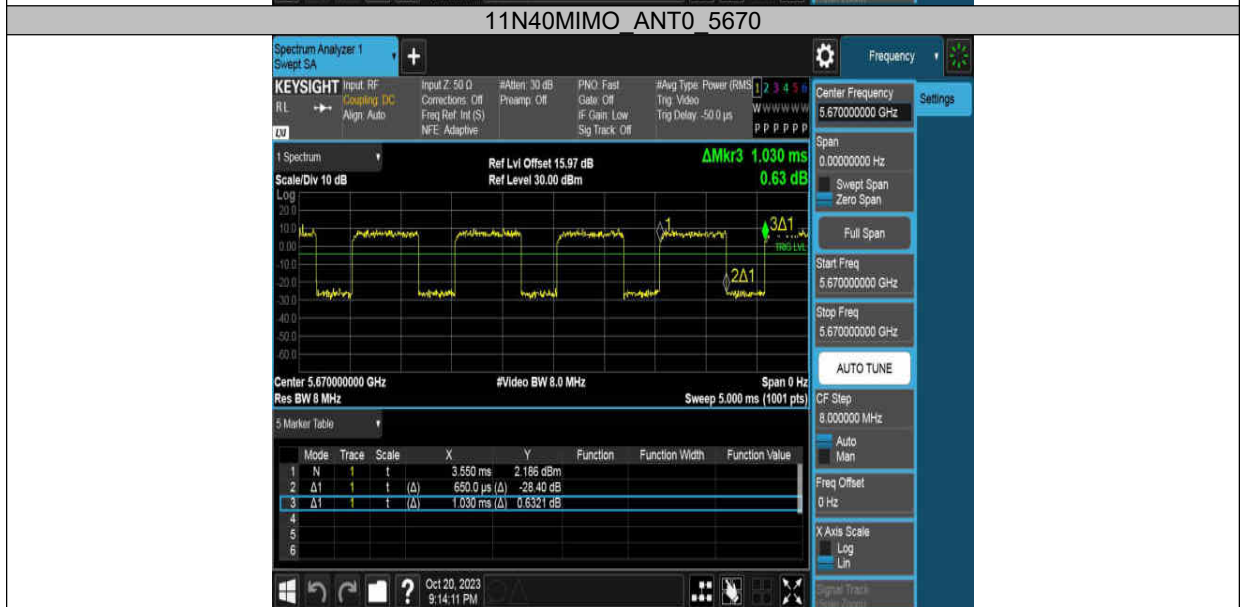 11N40MIMO_ANT0_5670
Spectrum Analyzer 1
Swept SA
Frequency
KEYSIGHT
RL
LXI
Input: RF
Coupling: DC
Align: Auto
Input Z: 50 Ω
Corrections: Off
Freq Ref: Int (S)
NFE: Adaptive
#Atten: 30 dB
Preamp: Off
PNO: Fast
Gate: Off
IF Gain: Low
Sig Track: Off
#Avg Type: Power (RMS
Trig: Video
Trig Delay: -50.0 µs
1 2 3 4 5 6
W W W W W W
P P P P P P
Center Frequency
5.670000000 GHz
Settings
Span
0.00000000 Hz
Swept Span
Zero Span
Full Span
Start Freq
5.670000000 GHz
Stop Freq
5.670000000 GHz
AUTO TUNE
CF Step
8.000000 MHz
Auto
Man
Freq Offset
0 Hz
X Axis Scale
Log
Lin
Signal Track
1 Spectrum
Scale/Div 10 dB
Log
Ref Lvl Offset 15.97 dB
Ref Level 30.00 dBm
ΔMkr3 1.030 ms
0.63 dB
20.0
10.0
0.00
-10.0
-20.0
-30.0
-40.0
-50.0
-60.0
1
3Δ1
TRIG LVL
2Δ1
Center 5.670000000 GHz
#Video BW 8.0 MHz
Span 0 Hz
Res BW 8 MHz
Sweep 5.000 ms (1001 pts)
5 Marker Table
Mode Trace Scale X Y Function Function Width Function Value
1 N 1 t 3.550 ms 2.186 dBm
2 Δ1 1 t (Δ) 650.0 µs (Δ) -28.40 dB
3 Δ1 1 t (Δ) 1.030 ms (Δ) 0.6321 dB
4
5
6
Oct 20, 2023
9:14:11 PM